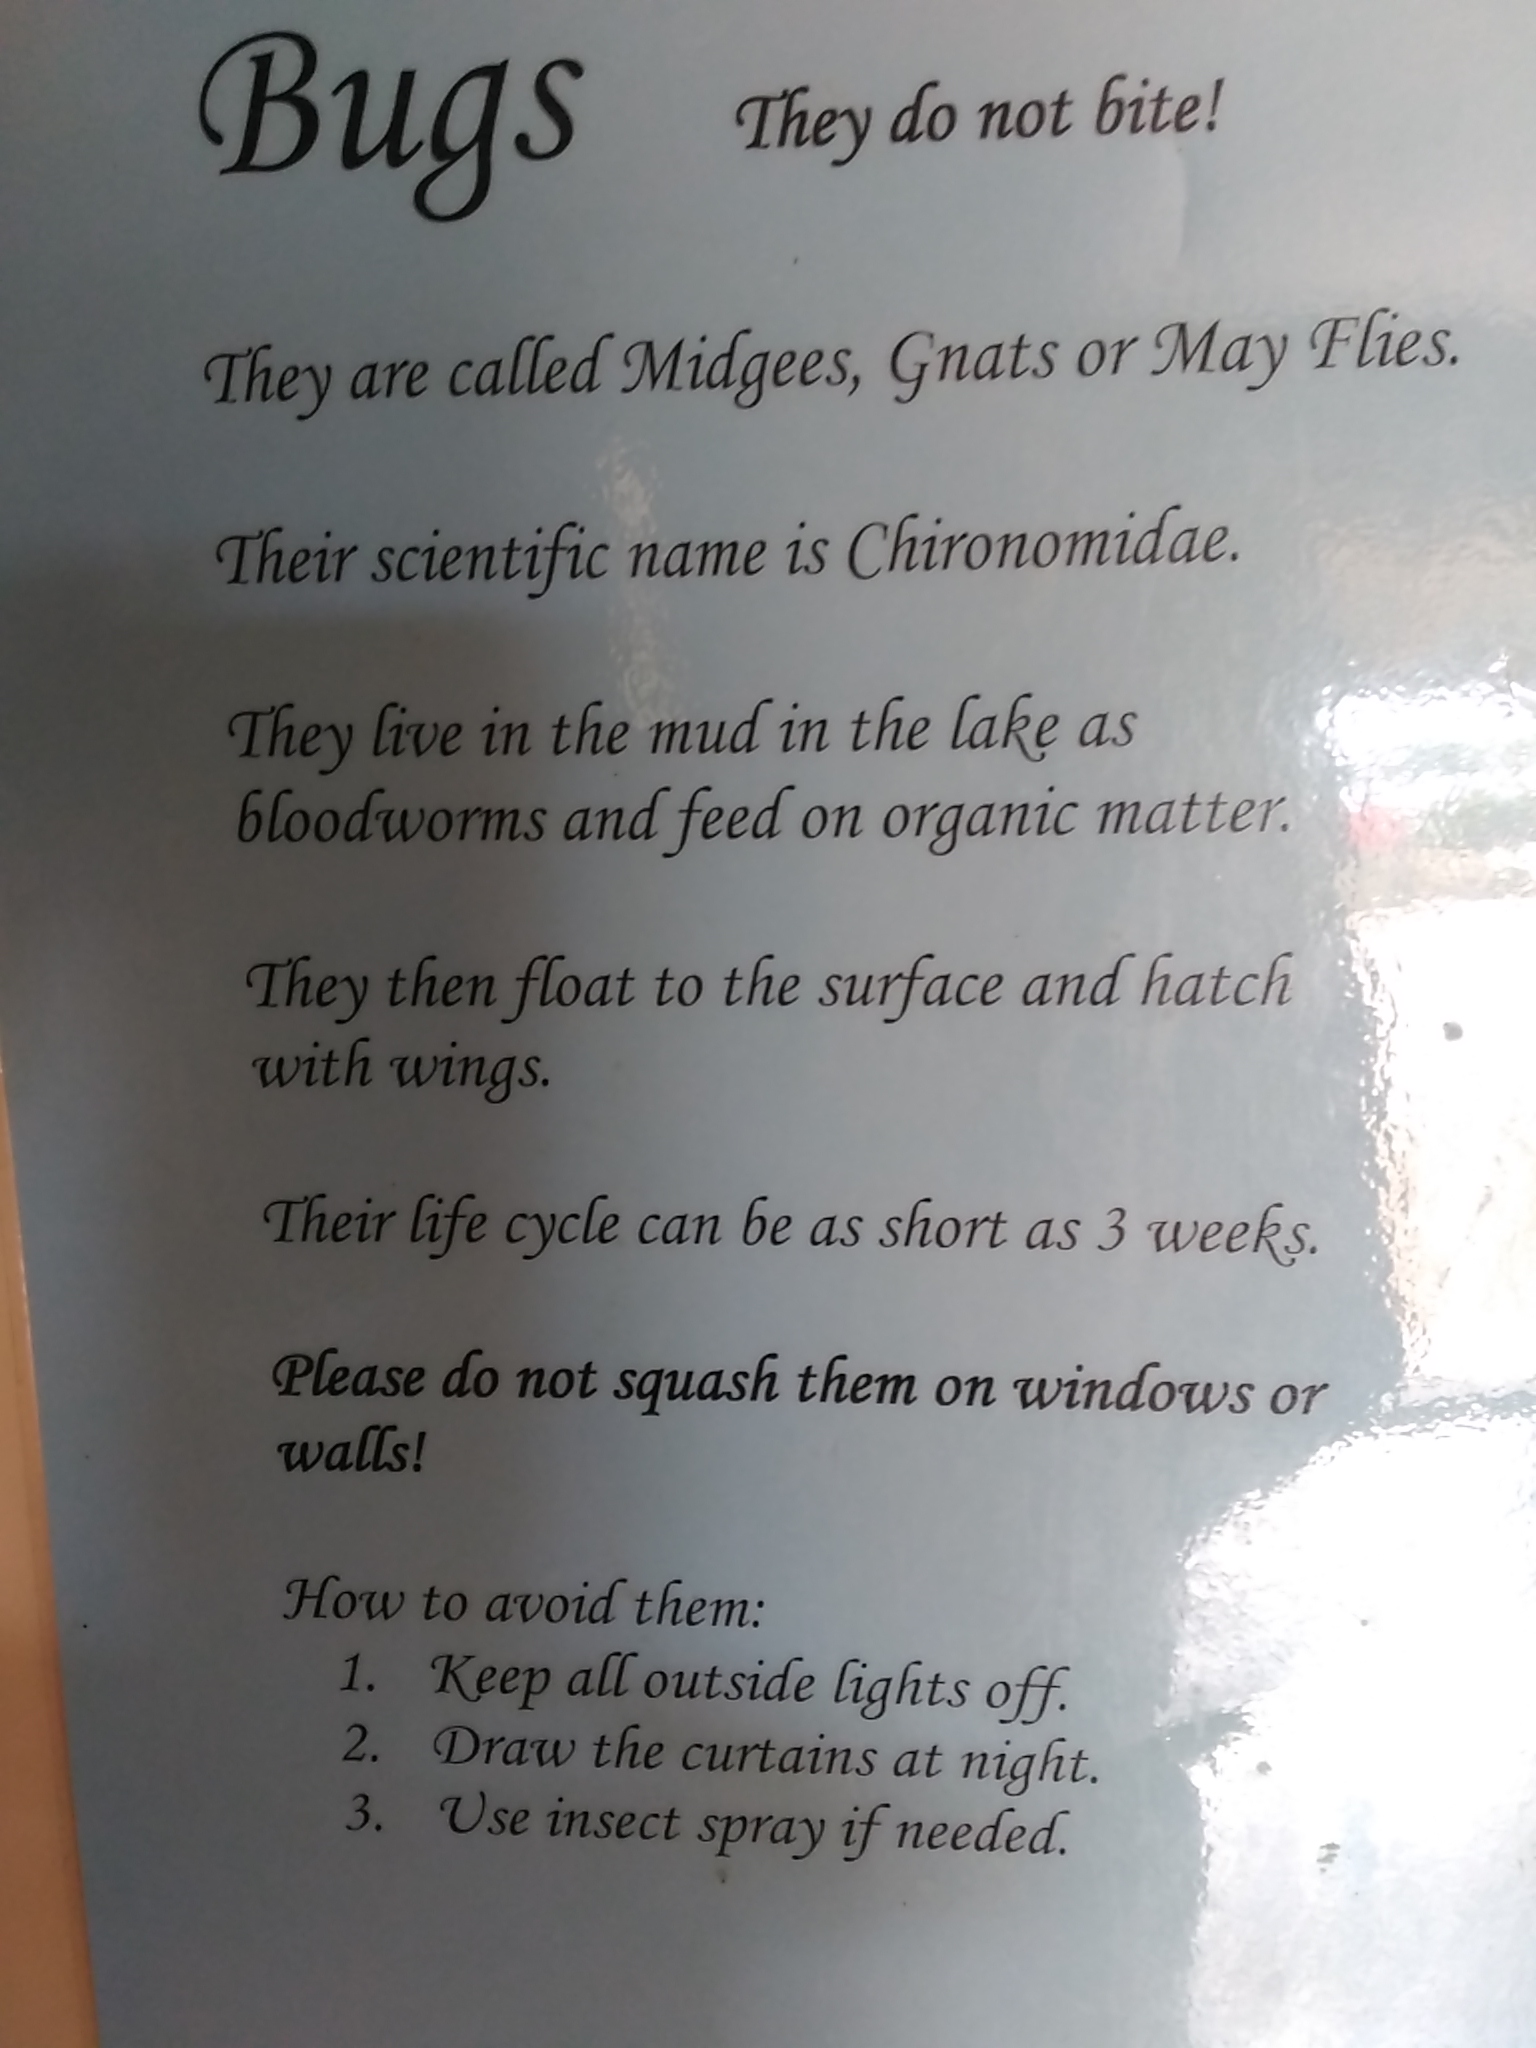 Bugs They do not bite!
They are called Midgees, Gnats or May Flies.
Their scientific name is Chironomidae.
They live in the mud in the lake as
bloodworms and feed on organic matter.
They then float to the surface and hatch
with wings.
Their life cycle can be as short as 3 weeks.
Please do not squash them on windows or
walls!
How to avoid them:
1. Keep all outside lights off.
2. Draw the curtains at night.
3. Use insect spray if needed.